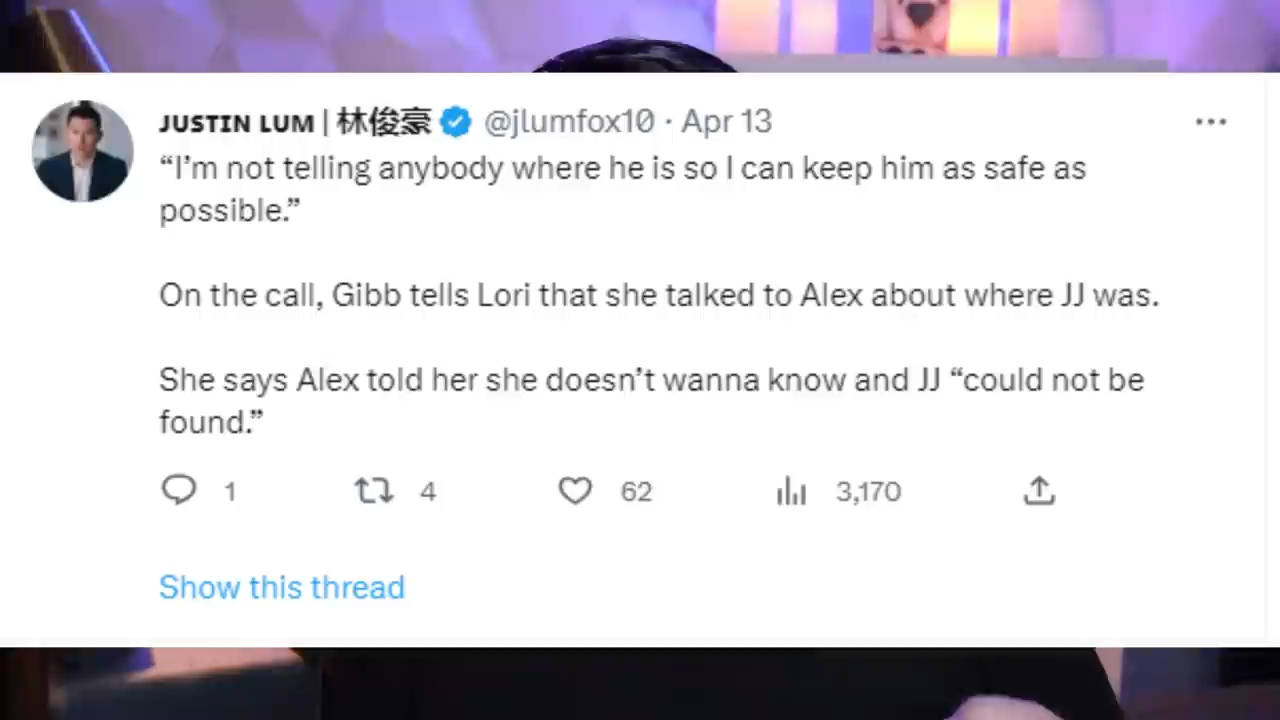 JUSTIN LUM | 林俊豪 @jlumfox10 · Apr 13
“I’m not telling anybody where he is so I can keep him as safe as
possible.”
On the call, Gibb tells Lori that she talked to Alex about where JJ was.
She says Alex told her she doesn’t wanna know and JJ “could not be
found.”
1 4 62 3,170
Show this thread